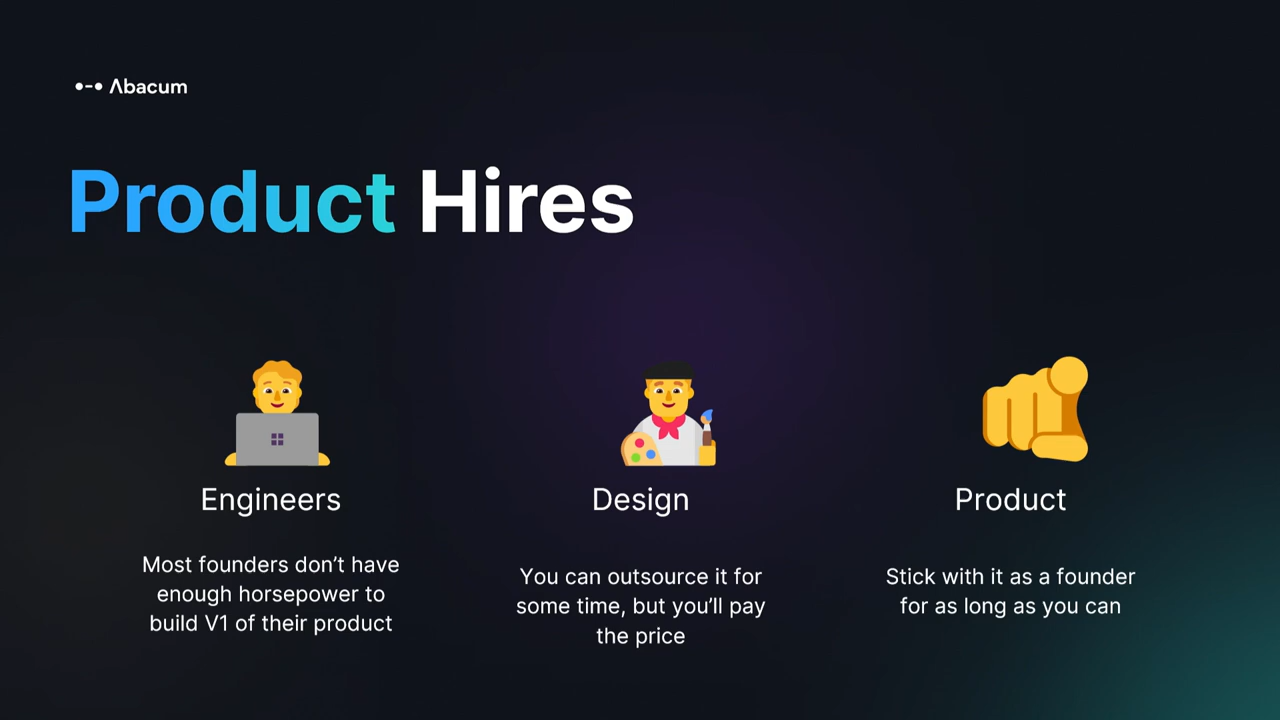 Λbacum
Product Hires
Engineers
Most founders don’t have
enough horsepower to
build V1 of their product
Design
You can outsource it for
some time, but you’ll pay
the price
Product
Stick with it as a founder
for as long as you can